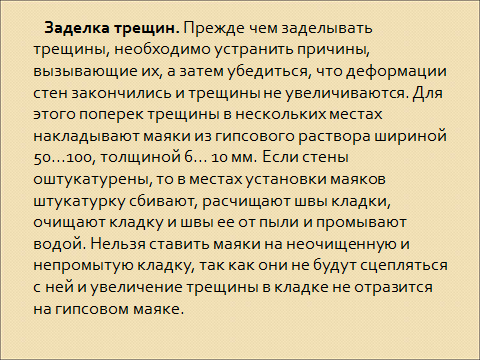 Заделка трещин. Прежде чем заделывать
трещины, необходимо устранить причины,
вызывающие их, а затем убедиться, что деформации
стен закончились и трещины не увеличиваются. Для
этого поперек трещины в нескольких местах
накладывают маяки из гипсового раствора шириной
50...100, толщиной 6... 10 мм. Если стены
оштукатурены, то в местах установки маяков
штукатурку сбивают, расчищают швы кладки,
очищают кладку и швы ее от пыли и промывают
водой. Нельзя ставить маяки на неочищенную и
непромытую кладку, так как они не будут сцепляться
с ней и увеличение трещины в кладке не отразится
на гипсовом маяке.